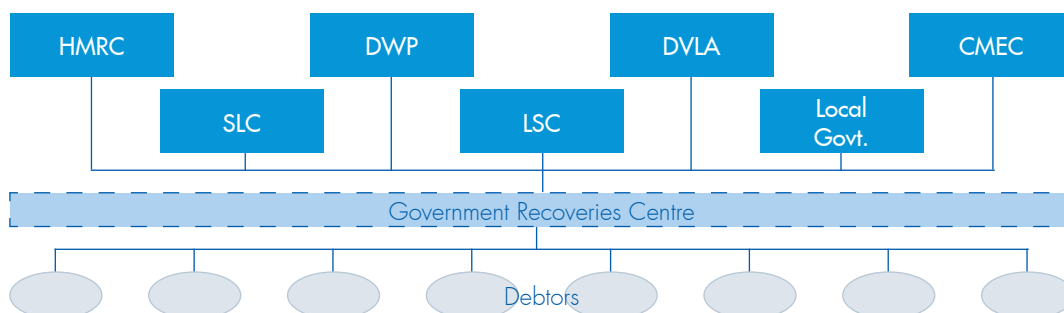 HMRC
DWP
DVLA
CMEC
SLC
LSC
Local
Govt.
Government Recoveries Centre
Debtors